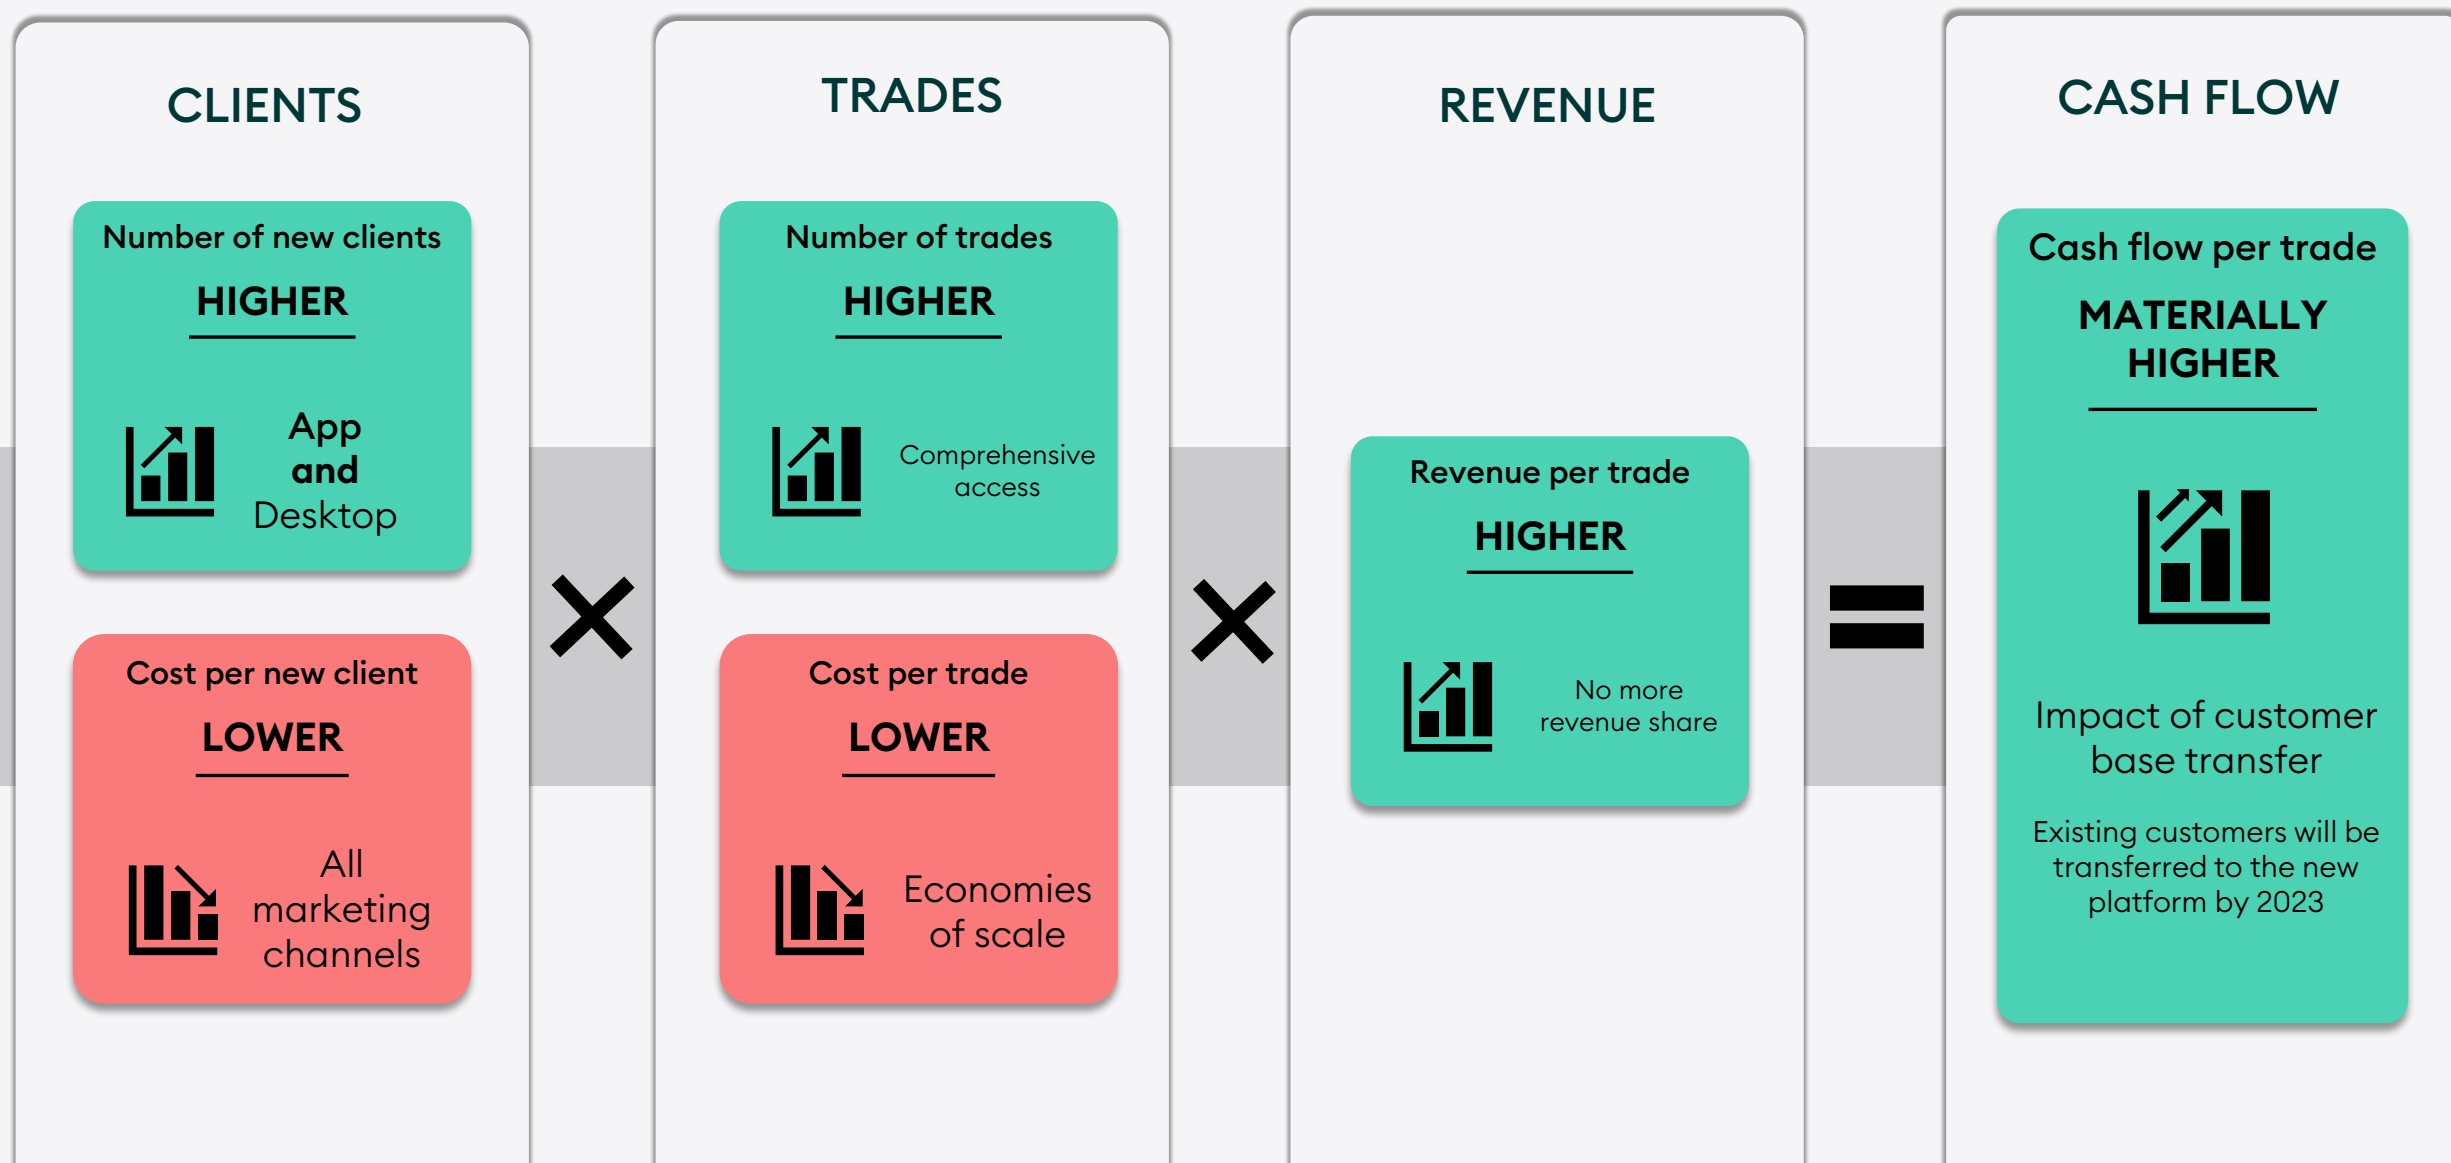 CLIENTS
Number of new clients
HIGHER
App
and
Desktop
Cost per new client
LOWER
All
marketing
channels
TRADES
Number of trades
HIGHER
Comprehensive
access
Cost per trade
LOWER
Economies
of scale
REVENUE
Revenue per trade
HIGHER
No more
revenue share
CASH FLOW
Cash flow per trade
MATERIALLY
HIGHER
Impact of customer
base transfer
Existing customers will be
transferred to the new
platform by 2023